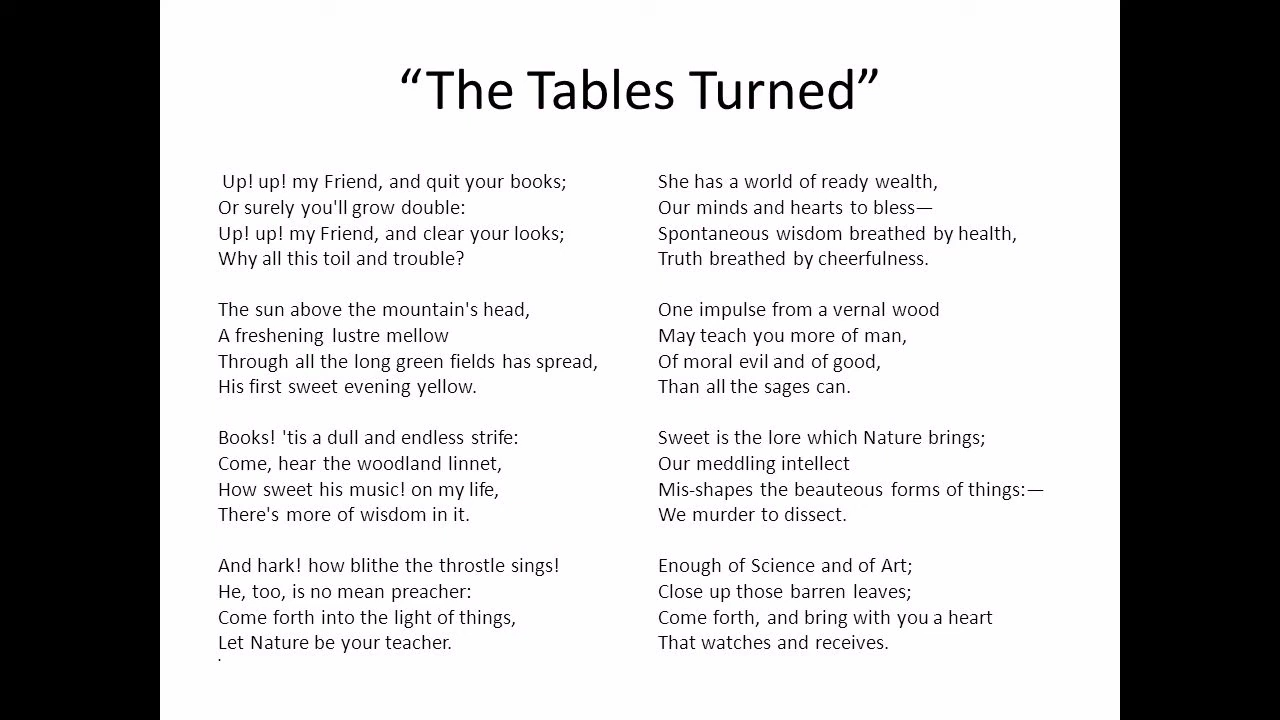 “The Tables Turned”
Up! up! my Friend, and quit your books;
Or surely you'll grow double:
Up! up! my Friend, and clear your looks;
Why all this toil and trouble?
The sun above the mountain's head,
A freshening lustre mellow
Through all the long green fields has spread,
His first sweet evening yellow.
Books! 'tis a dull and endless strife:
Come, hear the woodland linnet,
How sweet his music! on my life,
There's more of wisdom in it.
And hark! how blithe the throstle sings!
He, too, is no mean preacher:
Come forth into the light of things,
Let Nature be your teacher.
.
She has a world of ready wealth,
Our minds and hearts to bless—
Spontaneous wisdom breathed by health,
Truth breathed by cheerfulness.
One impulse from a vernal wood
May teach you more of man,
Of moral evil and of good,
Than all the sages can.
Sweet is the lore which Nature brings;
Our meddling intellect
Mis-shapes the beauteous forms of things:—
We murder to dissect.
Enough of Science and of Art;
Close up those barren leaves;
Come forth, and bring with you a heart
That watches and receives.